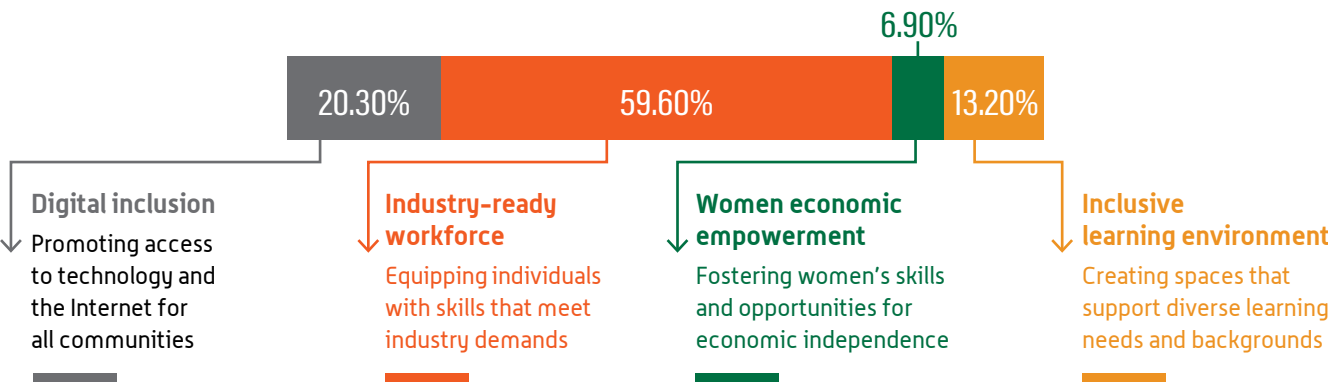 6.90%
20.30%
59.60%
13.20%
Digital inclusion
Promoting access
to technology and
the Internet for
all communities
Industry-ready
workforce
Equipping individuals
with skills that meet
industry demands
Women economic
empowerment
Fostering women’s skills
and opportunities for
economic independence
Inclusive
learning environment
Creating spaces that
support diverse learning
needs and backgrounds